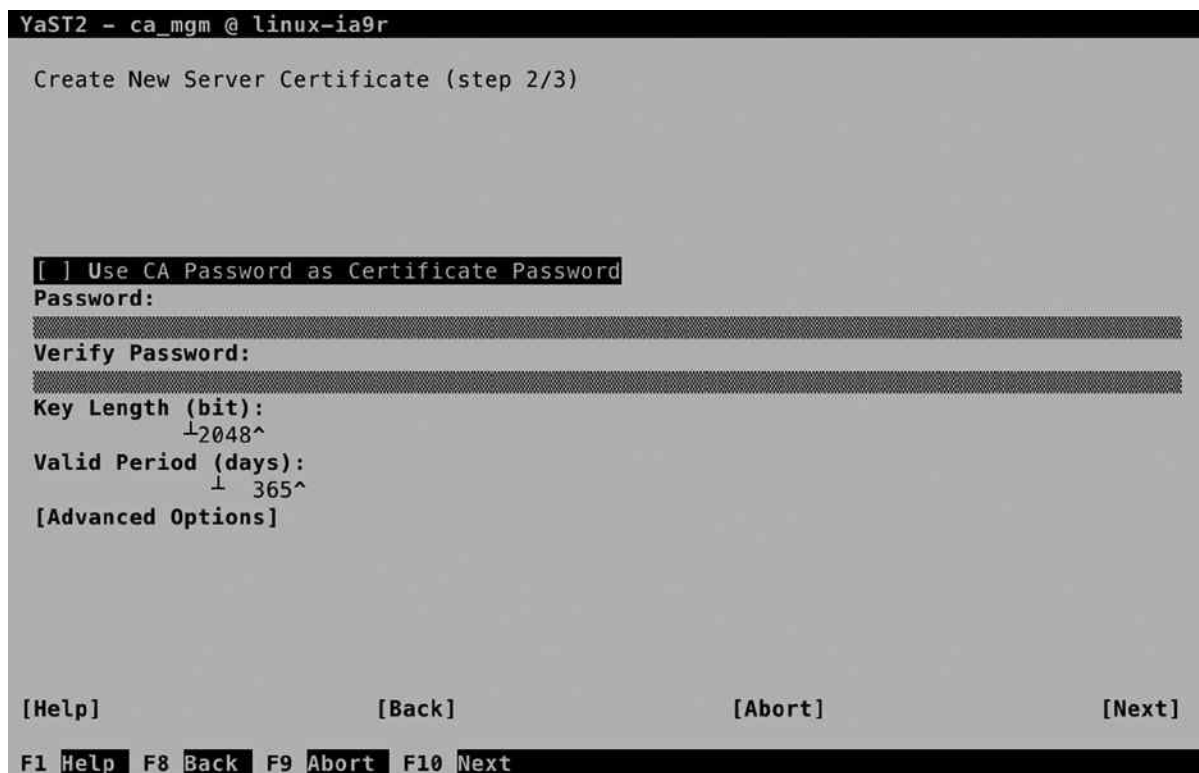 YaST2 – ca_mgm @ linux–ia9r
Create New Server Certificate (step 2/3)
[ ] Use CA Password as Certificate Password
Password:
Verify Password:
Key Length (bit):
┴2048^
Valid Period (days):
┴  365^
[Advanced Options]
[Help] [Back] [Abort] [Next]
F1 Help F8 Back F9 Abort F10 Next